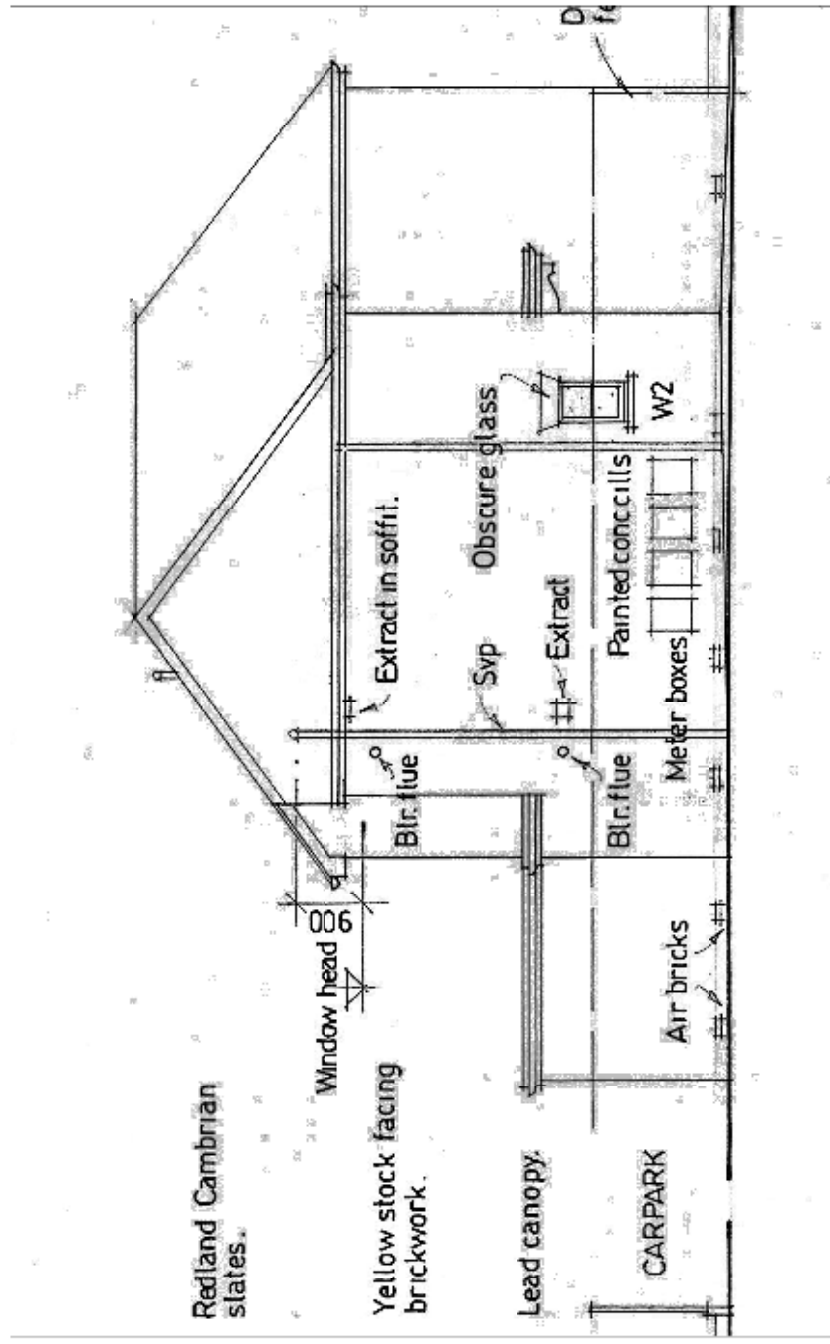 Redland Cambrian
slates.
Window head
900
Yellow stock facing
brickwork.
Blr. flue
Extract in soffit.
Svp
Obscure glass
Lead canopy.
Blr. flue
Extract
Painted conc cills
W2
CARPARK
Air bricks
Meter boxes